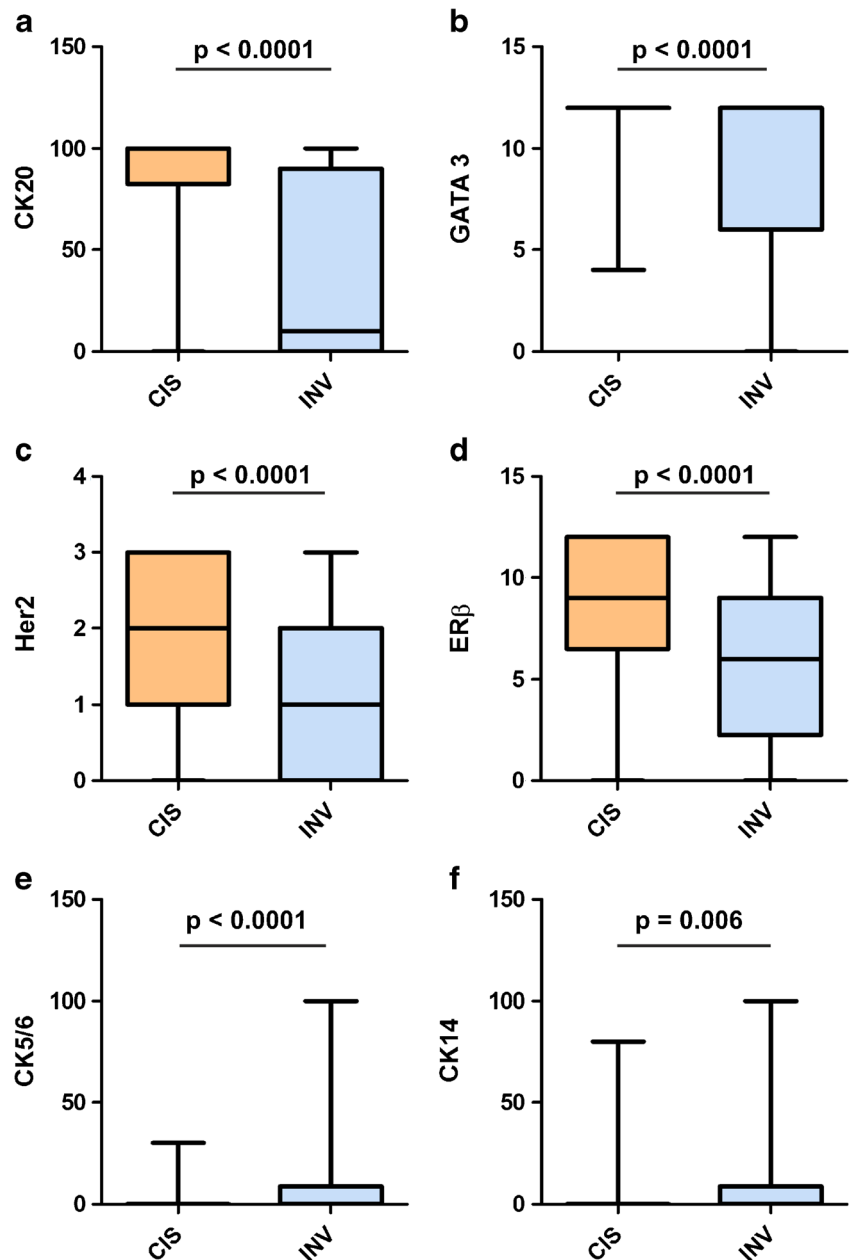 a
150
100
50
0
CK20
p < 0.0001
CIS
INV
b
15
10
5
0
GATA 3
p < 0.0001
CIS
INV
c
4
3
2
1
0
Her2
p < 0.0001
CIS
INV
d
15
10
5
0
ERβ
p < 0.0001
CIS
INV
e
150
100
50
0
CK5/6
p < 0.0001
CIS
INV
f
150
100
50
0
CK14
p = 0.006
CIS
INV